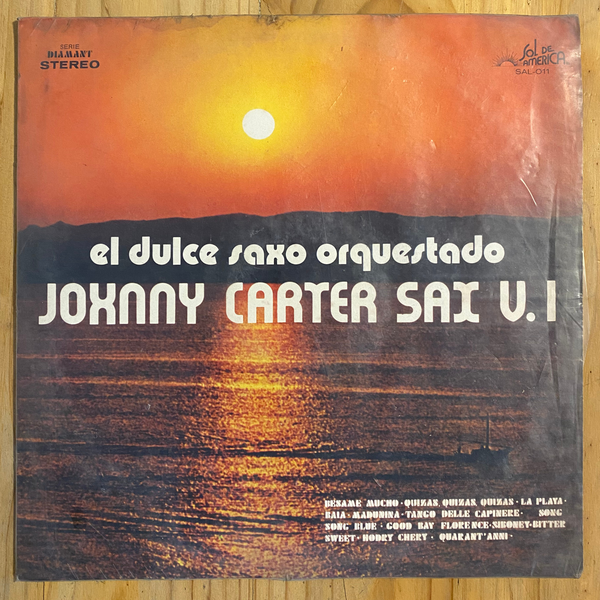 SERIE
DIAMANT
STEREO
Sol DE
AMERICA
SAL-011
el dulce saxo orquestado
JOHNNY CARTER SAX V. I
BESAME MUCHO · QUIZAS, QUIZAS, QUIZAS · LA PLAYA ·
BAIA · MADUNINA · TANGO DELLE CAPINERE · SONG
SONG BLUE · GOOD BAY FLORENCE · SIBONEY · BITTER
SWEET · HODRY CHERY · QUARANT'ANNI ·